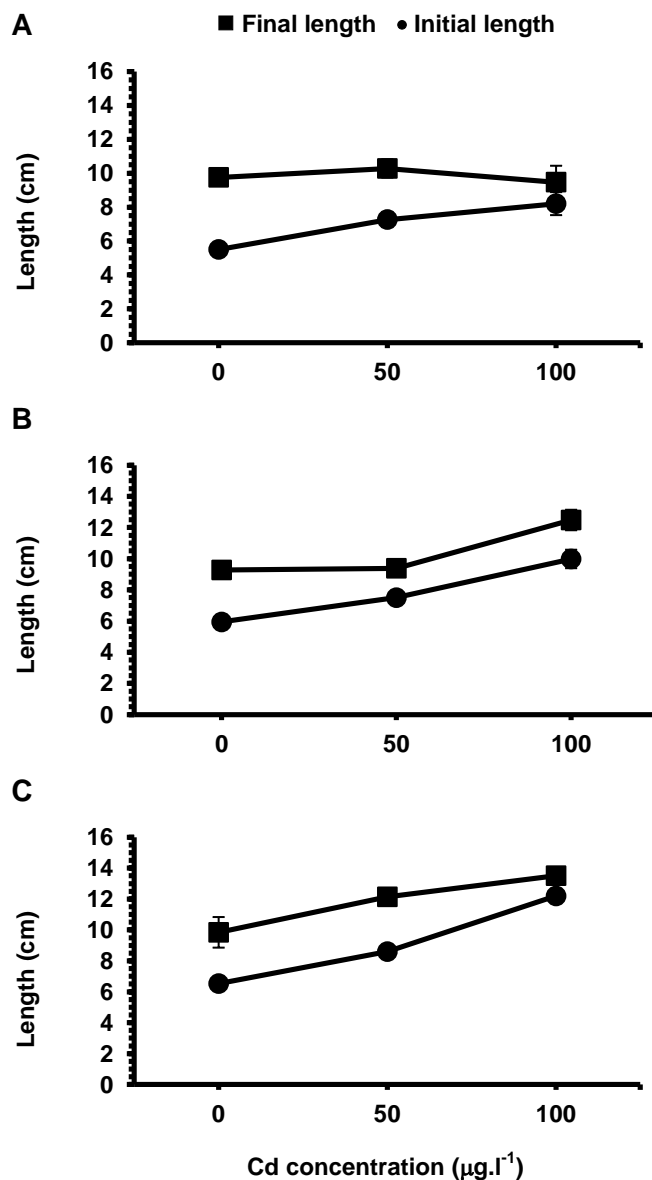 A
Final length Initial length
16
14
12
10
8
6
4
2
0
Length (cm)
0 50 100
B
16
14
12
10
8
6
4
2
0
Length (cm)
0 50 100
C
16
14
12
10
8
6
4
2
0
Length (cm)
0 50 100
Cd concentration (µg.l⁻¹)